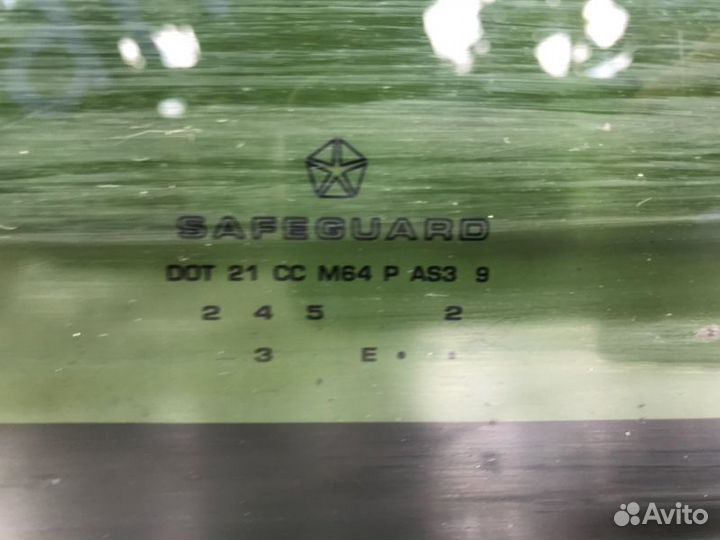 SAFEGUARD
DOT 21 CC M64 P AS3 9
2 4 5 2
3 E
Avito